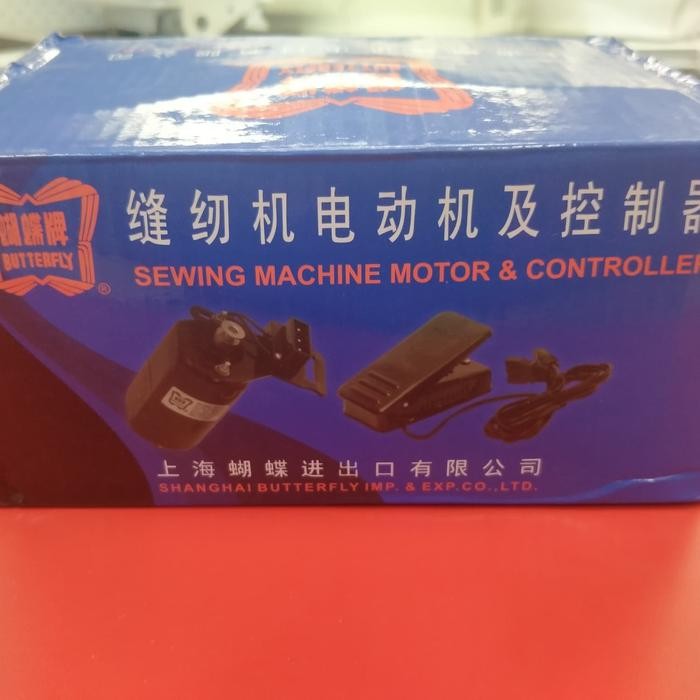 蝴蝶牌
BUTTERFLY
®
缝纫机电动机及控制器
SEWING MACHINE MOTOR & CONTROLLER
上海蝴蝶进出口有限公司
SHANGHAI BUTTERFLY IMP. & EXP.CO.,LTD.